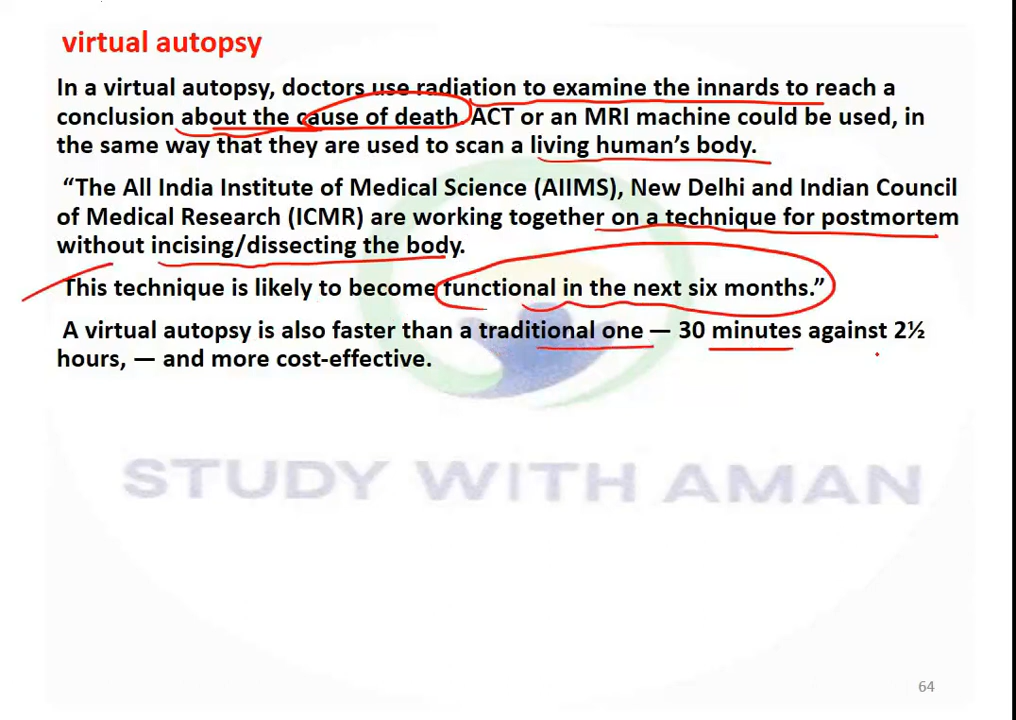 virtual autopsy
In a virtual autopsy, doctors use radiation to examine the innards to reach a
conclusion about the cause of death. ACT or an MRI machine could be used, in
the same way that they are used to scan a living human’s body.
“The All India Institute of Medical Science (AIIMS), New Delhi and Indian Council
of Medical Research (ICMR) are working together on a technique for postmortem
without incising/dissecting the body.
This technique is likely to become functional in the next six months.”
A virtual autopsy is also faster than a traditional one — 30 minutes against 2½
hours, — and more cost-effective.
STUDY WITH AMAN
64